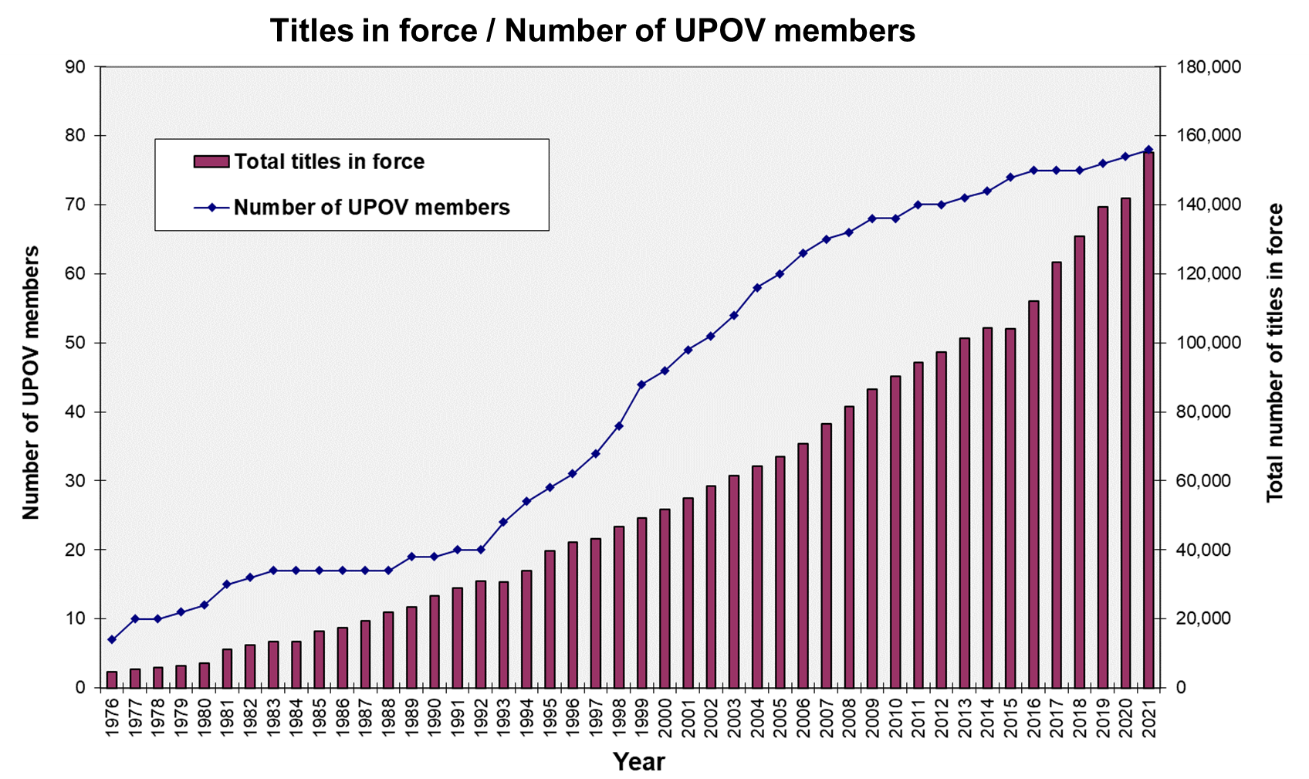 Titles in force / Number of UPOV members
90
80
70
60
50
40
30
20
10
0
Number of UPOV members
Total titles in force
Number of UPOV members
180,000
160,000
140,000
120,000
100,000
80,000
60,000
40,000
20,000
0
Total number of titles in force
1976 1977 1978 1979 1980 1981 1982 1983 1984 1985 1986 1987 1988 1989 1990 1991 1992 1993 1994 1995 1996 1997 1998 1999 2000 2001 2002 2003 2004 2005 2006 2007 2008 2009 2010 2011 2012 2013 2014 2015 2016 2017 2018 2019 2020 2021
Year